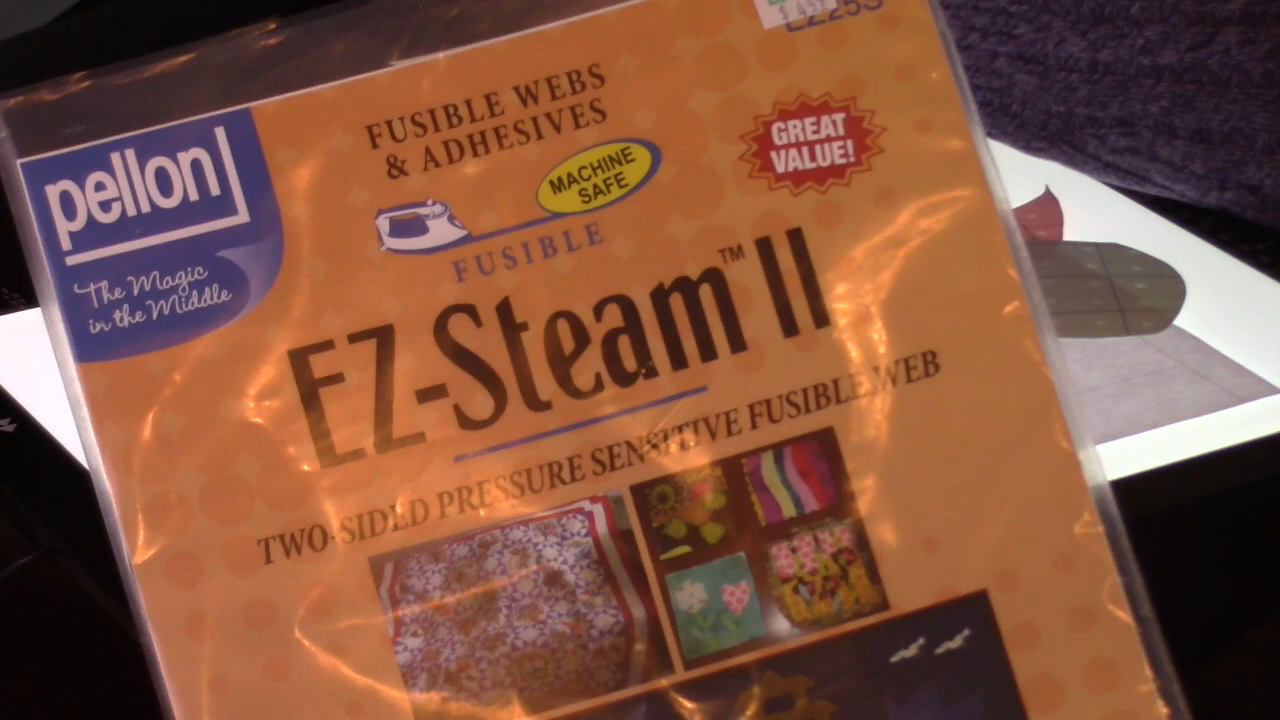 FUSIBLE WEBS
& ADHESIVES
pellon
The Magic
in the Middle
MACHINE
SAFE
FUSIBLE
GREAT
VALUE!
EZ-Steam™ II
TWO-SIDED PRESSURE SENSITIVE FUSIBLE WEB